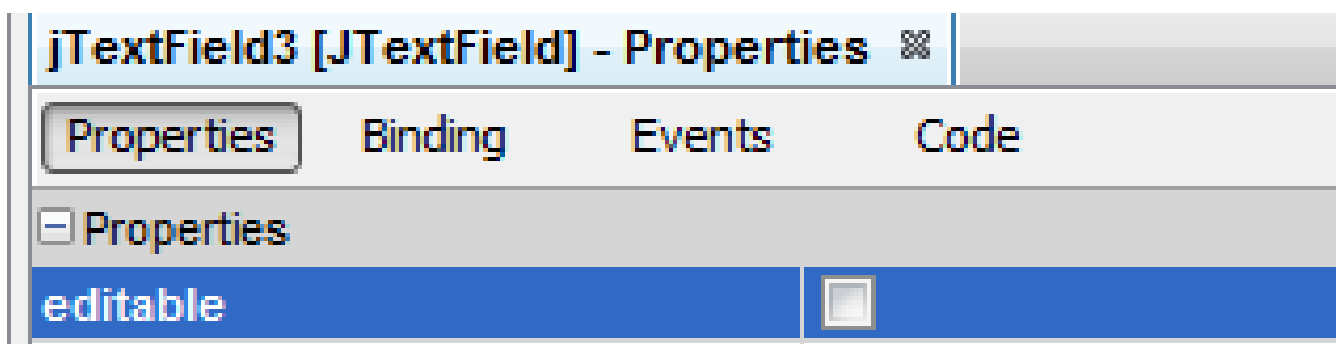 jTextField3 [JTextField] - Properties
Properties Binding Events Code
Properties
editable